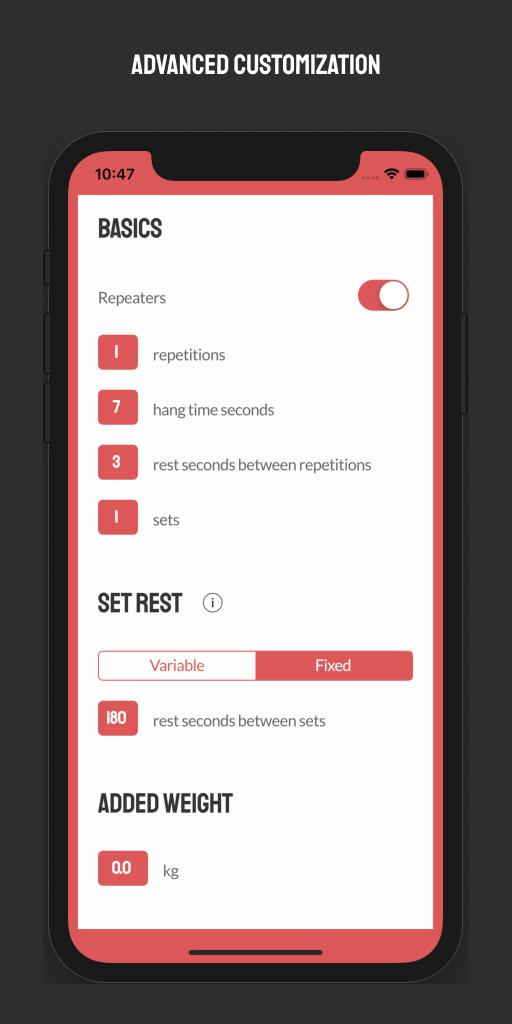 ADVANCED CUSTOMIZATION
10:47
BASICS
Repeaters
1 repetitions
7 hang time seconds
3 rest seconds between repetitions
1 sets
SET REST i
Variable Fixed
180 rest seconds between sets
ADDED WEIGHT
0.0 kg